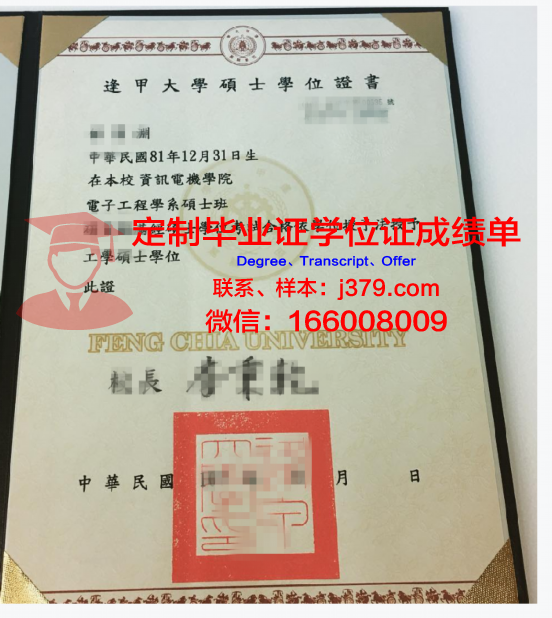 逢甲大學碩士學位證書
號
中華民國81年12月31日生
在本校資訊電機學院
電子工程學系碩士班
定制毕业证学位证成绩单
授予
工學碩士學位
Degree, Transcript, Offer
此證
联系、样本：j379.com
微信：166008009
FENG CHIA UNIVERSITY
校長
中華民國 月 日